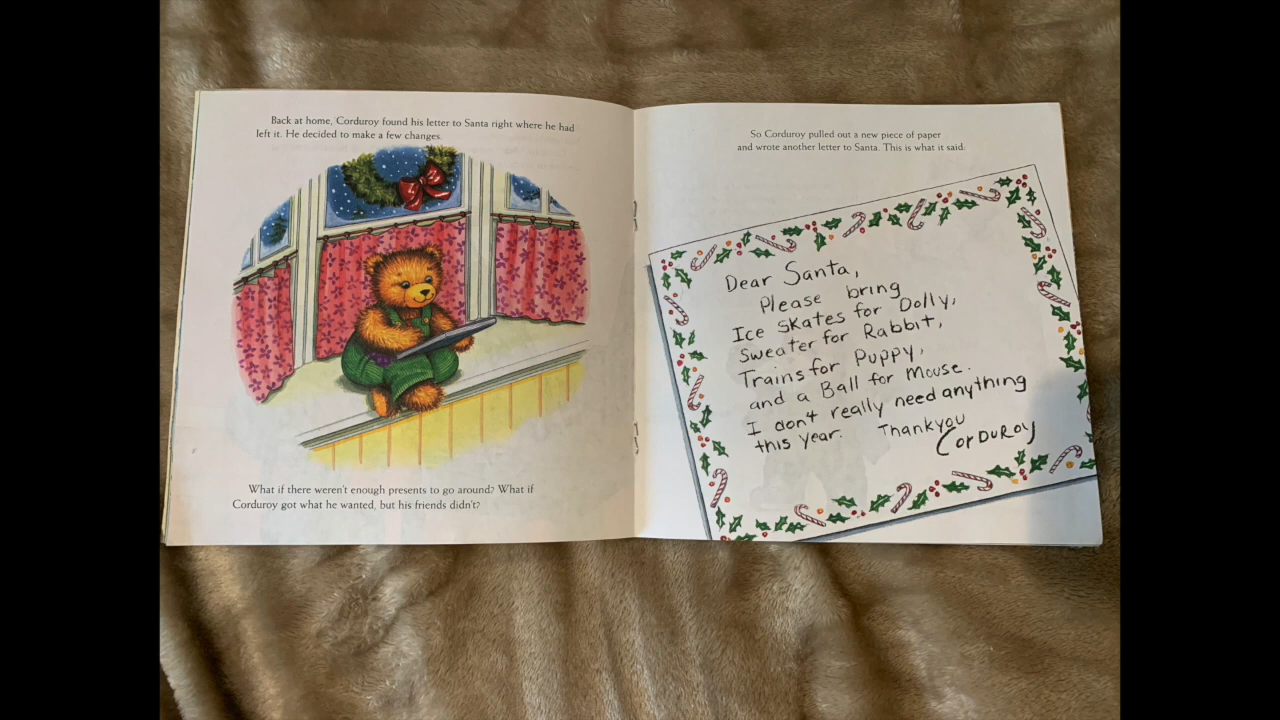 Back at home, Corduroy found his letter to Santa right where he had
left it. He decided to make a few changes.
What if there weren't enough presents to go around? What if
Corduroy got what he wanted, but his friends didn't?
So Corduroy pulled out a new piece of paper
and wrote another letter to Santa. This is what it said:
Dear Santa,
Please bring
Ice Skates for Dolly,
Sweater for Rabbit,
Trains for Puppy,
and a Ball for Mouse.
I don't really need anything
this year. Thankyou
CorDuRoy